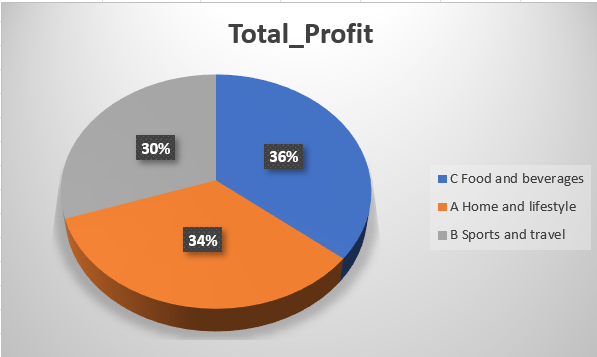 Total_Profit
30%
36%
34%
C Food and beverages
A Home and lifestyle
B Sports and travel